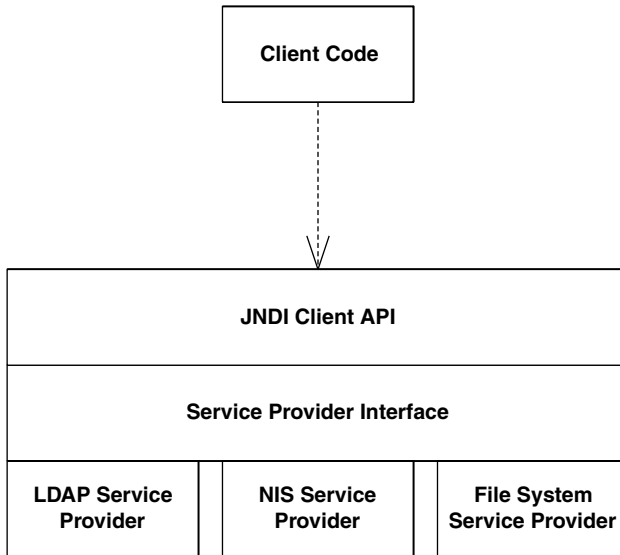 Client Code
JNDI Client API
Service Provider Interface
LDAP Service
Provider
NIS Service
Provider
File System
Service Provider